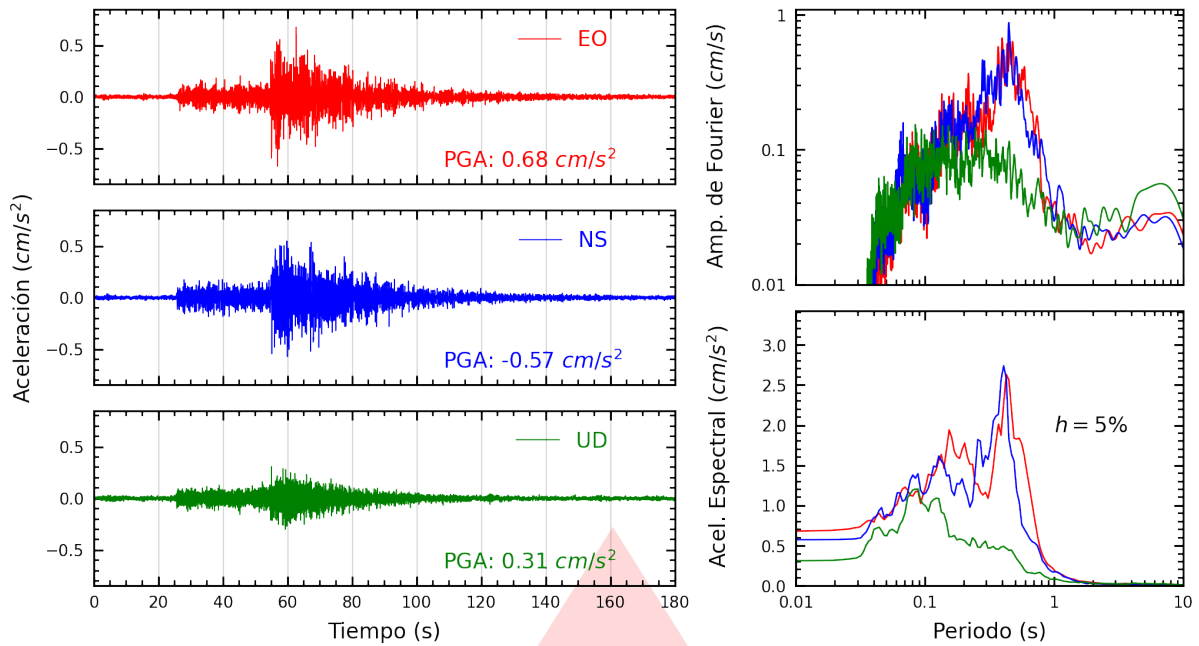 Aceleración (cm/s²)
0.5
0.0
−0.5
EO
PGA: 0.68 cm/s²
0.5
0.0
−0.5
NS
PGA: -0.57 cm/s²
0.5
0.0
−0.5
UD
PGA: 0.31 cm/s²
0 20 40 60 80 100 120 140 160 180
Tiempo (s)
Amp. de Fourier (cm/s)
1
0.1
0.01
Acel. Espectral (cm/s²)
3.0
2.5
2.0
1.5
1.0
0.5
0.0
h = 5%
0.01 0.1 1 10
Periodo (s)